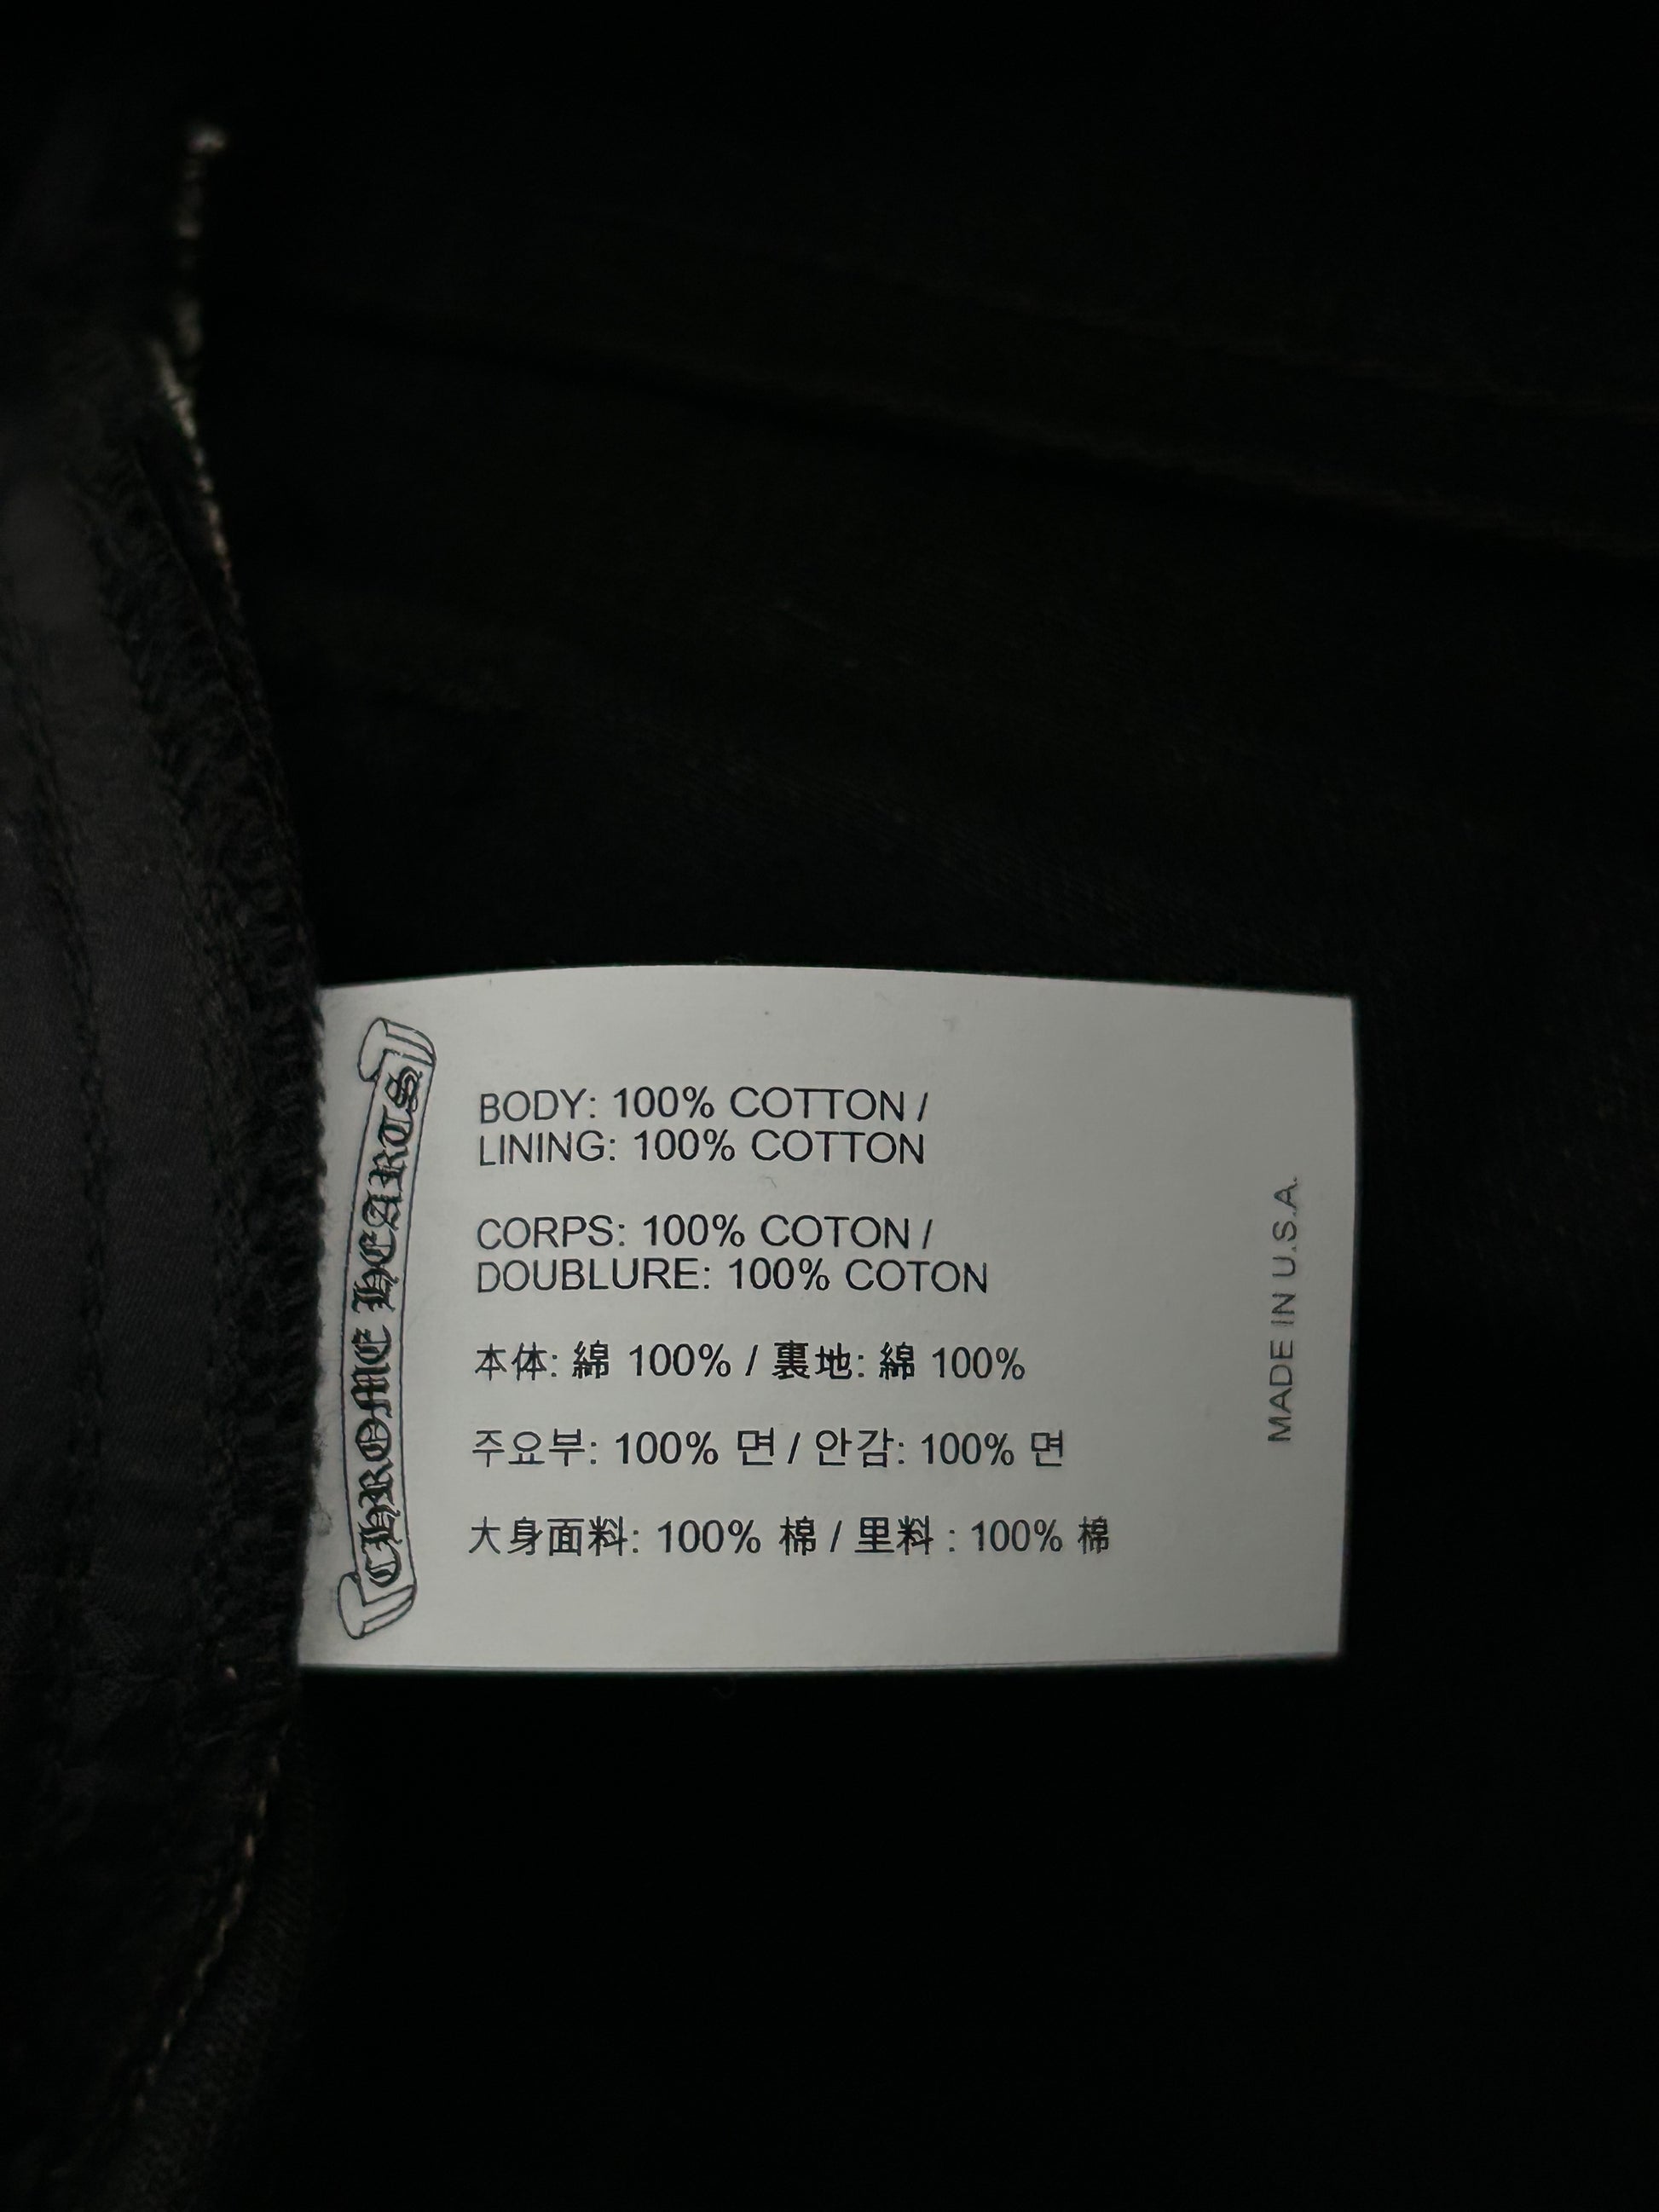 CHROME HEARTS
BODY: 100% COTTON /
LINING: 100% COTTON
CORPS: 100% COTON /
DOUBLURE: 100% COTON
本体: 綿 100% / 裏地: 綿 100%
주요부: 100% 면 / 안감: 100% 면
大身面料: 100% 棉 / 里料 : 100% 棉
MADE IN U.S.A.